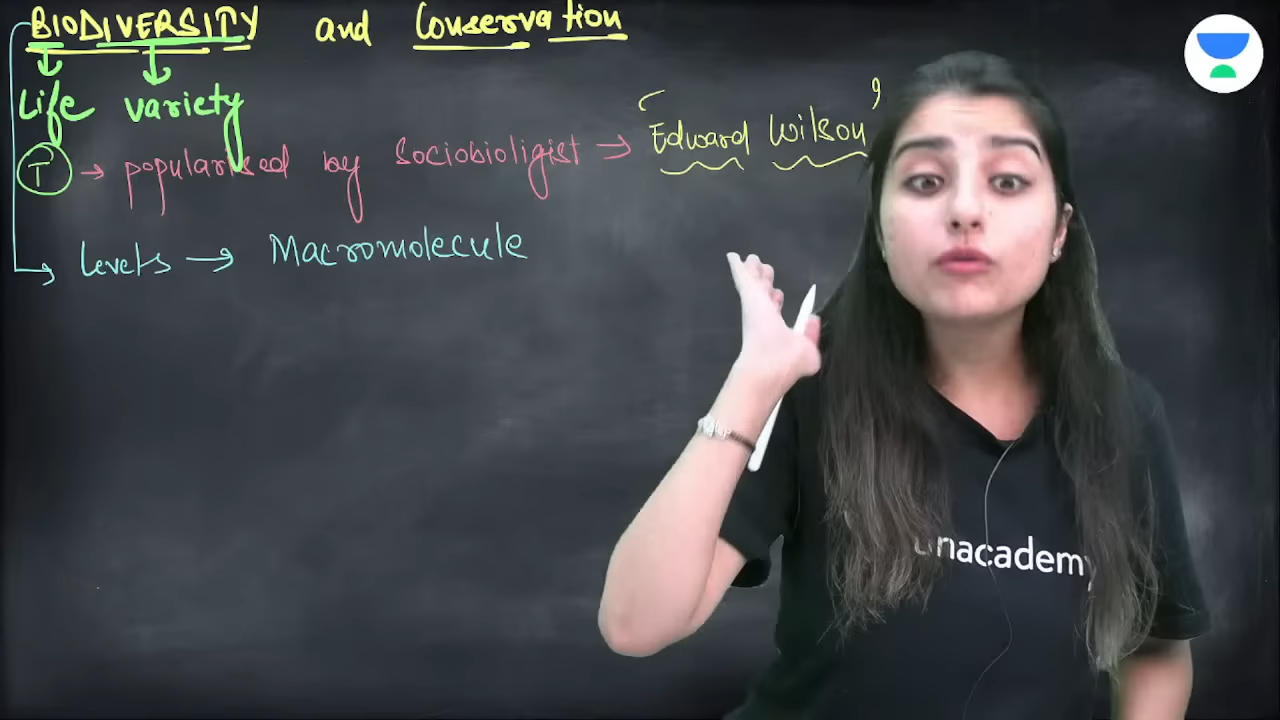 BIODIVERSITY and Conservation
Life variety
T → popularised by Sociobioligist → ‘Edward Wilson’
Levels → Macromolecule
unacademy